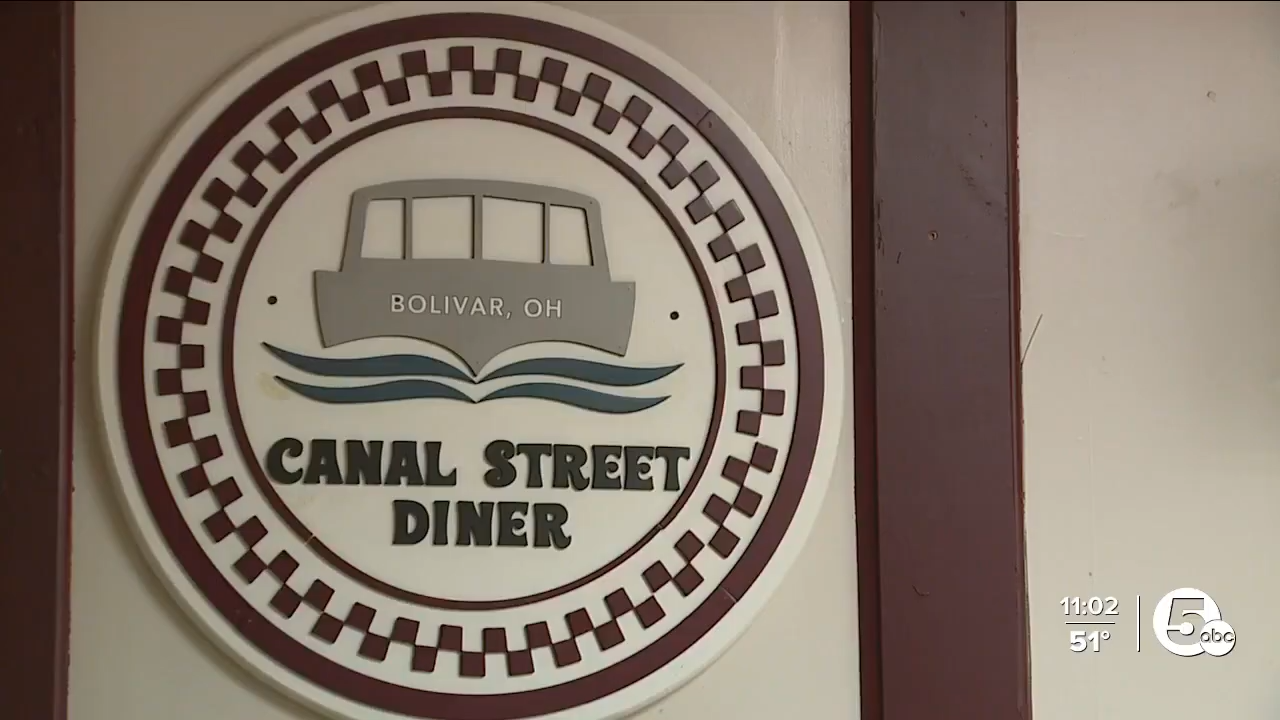 BOLIVAR, OH
CANAL STREET
DINER
11:02
51°
5
abc